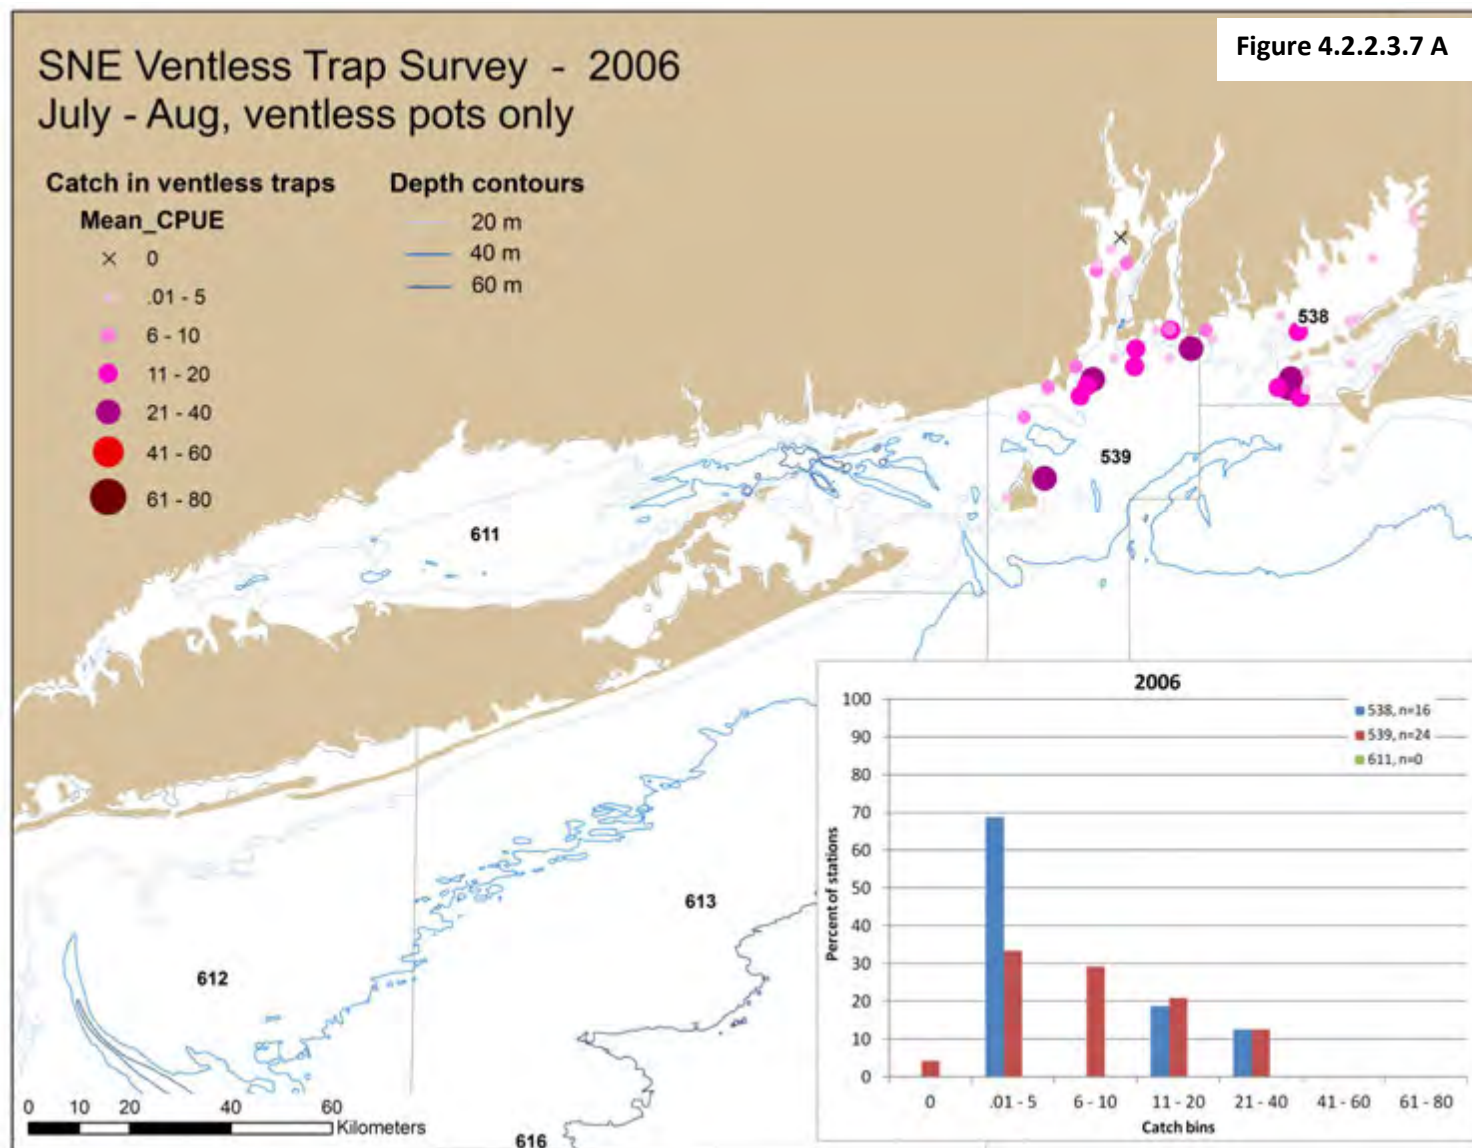 Figure 4.2.2.3.7 A
SNE Ventless Trap Survey - 2006
July - Aug, ventless pots only
Catch in ventless traps
Mean_CPUE
0
.01 - 5
6 - 10
11 - 20
21 - 40
41 - 60
61 - 80
Depth contours
20 m
40 m
60 m
538
539
611
613
612
616
0 10 20 40 60
Kilometers
2006
538, n=16
539, n=24
611, n=0
Percent of stations
100
90
80
70
60
50
40
30
20
10
0
0 .01 - 5 6 - 10 11 - 20 21 - 40 41 - 60 61 - 80
Catch bins